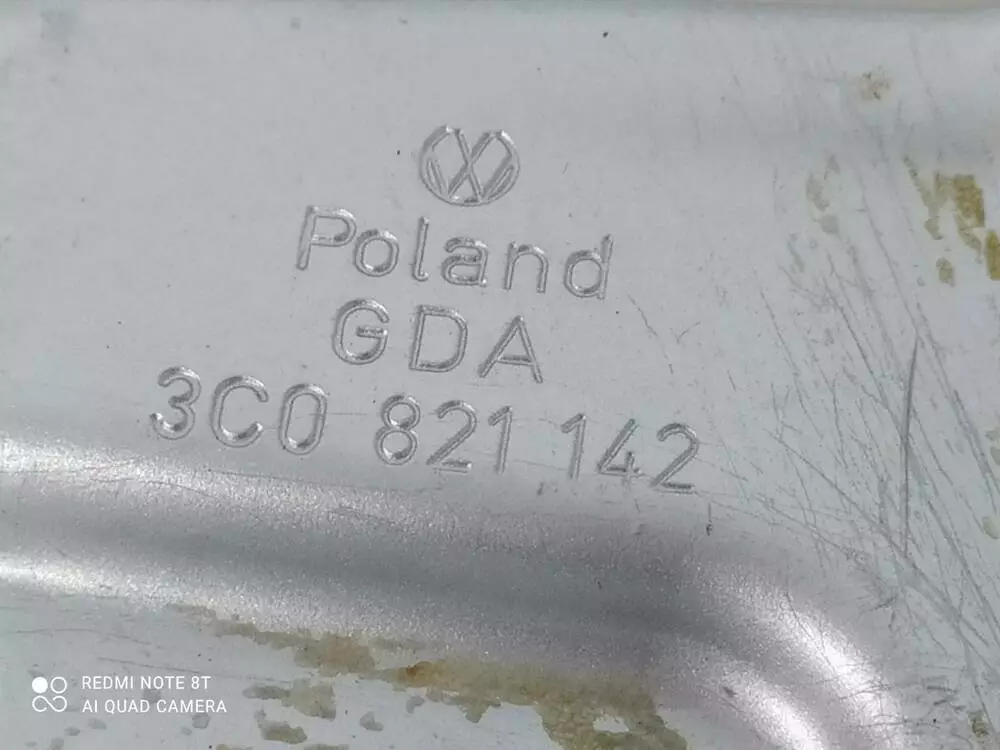 Poland
GDA
3C0 821 142
REDMI NOTE 8T
AI QUAD CAMERA